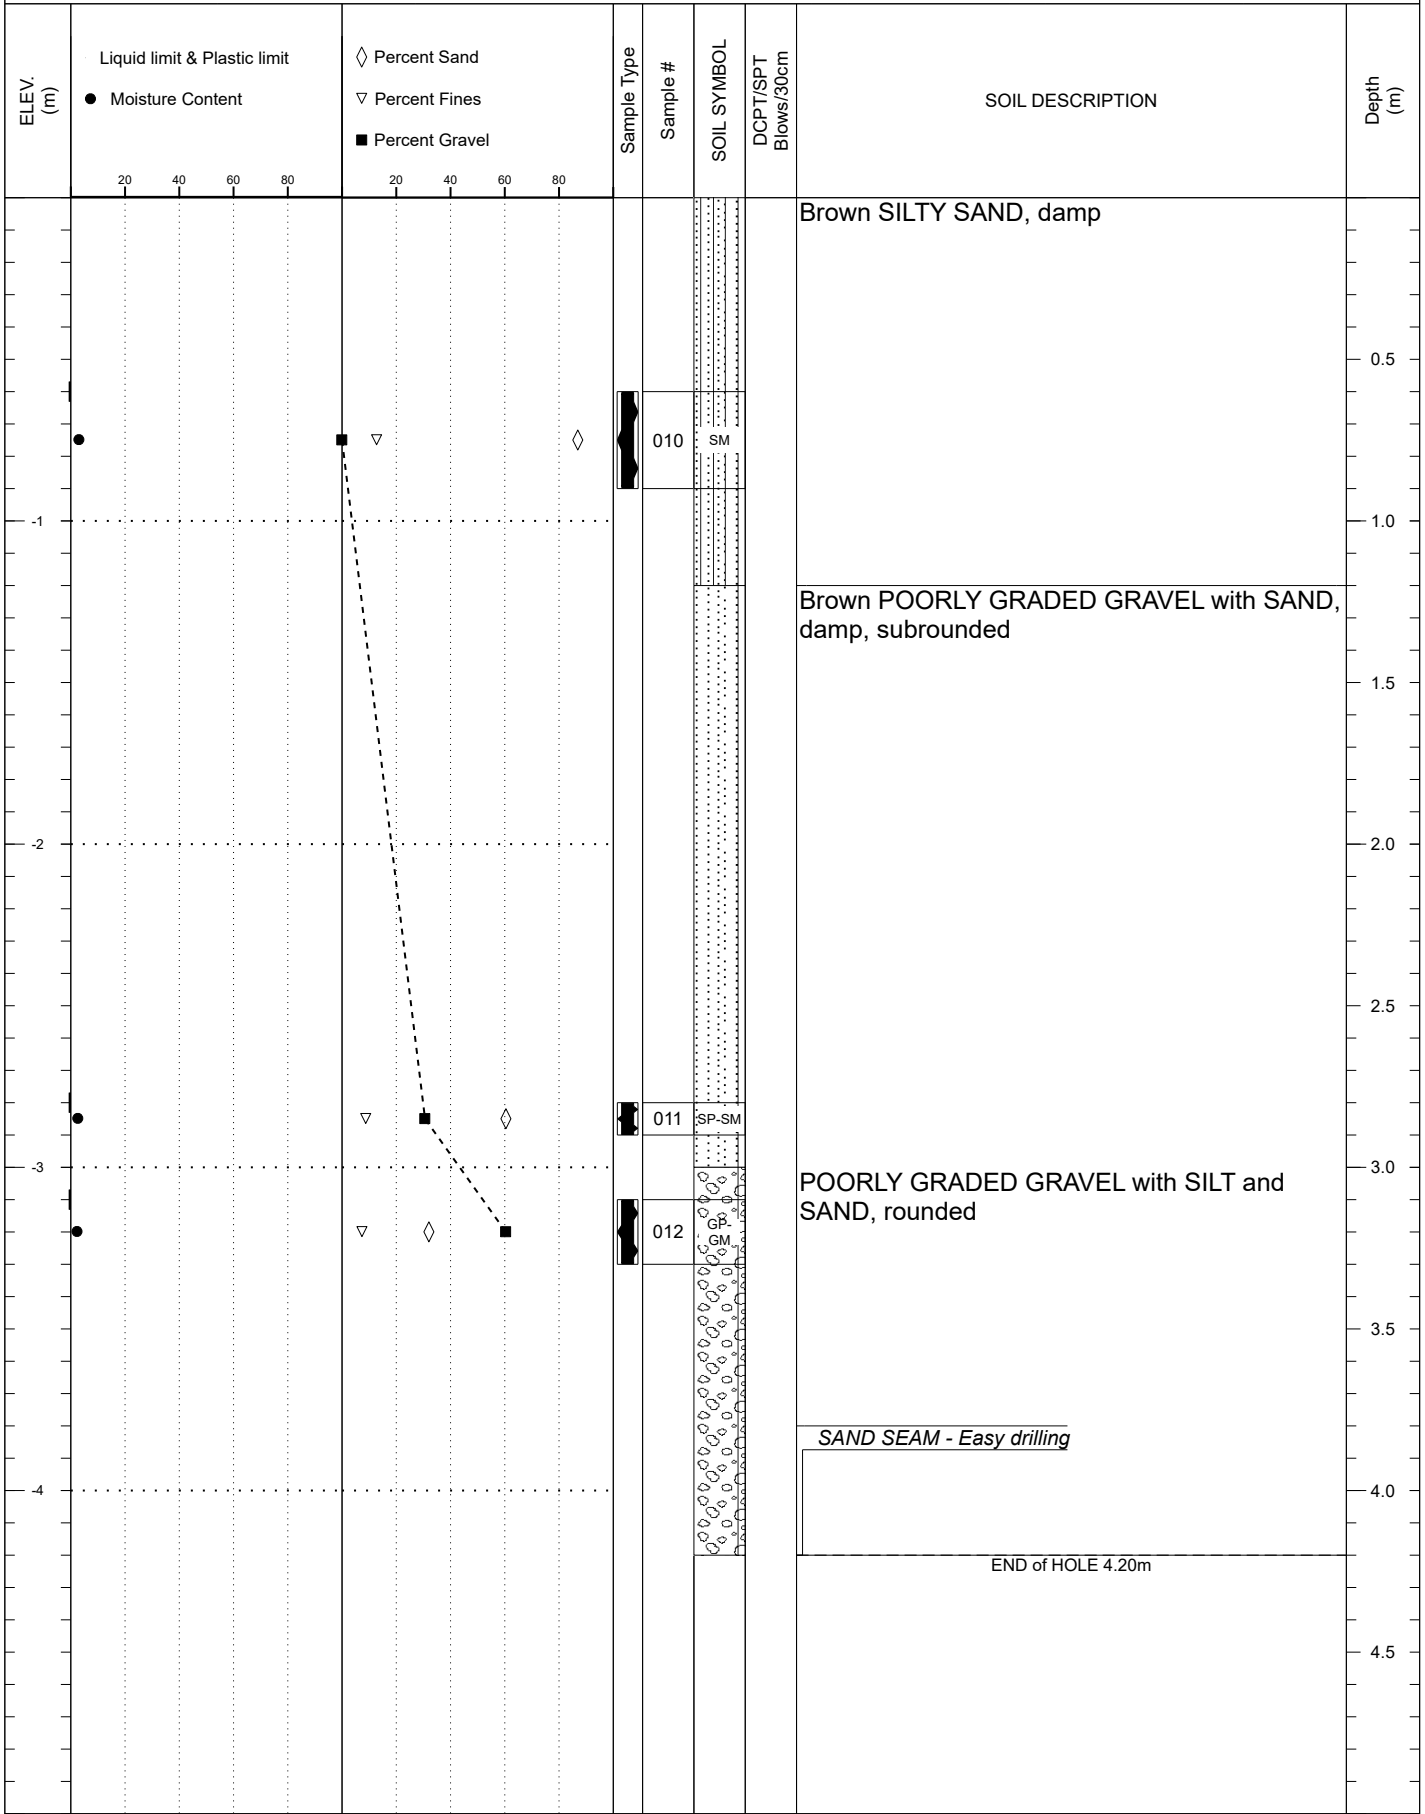 ELEV.
(m)
Liquid limit & Plastic limit
Moisture Content
Percent Sand
Percent Fines
Percent Gravel
Sample Type
Sample #
SOIL SYMBOL
DCPT/SPT
Blows/30cm
SOIL DESCRIPTION
Depth
(m)
20 40 60 80
20 40 60 80
Brown SILTY SAND, damp
0.5
010
SM
-1
1.0
Brown POORLY GRADED GRAVEL with SAND,
damp, subrounded
1.5
-2
2.0
2.5
011
SP-SM
-3
3.0
POORLY GRADED GRAVEL with SILT and
SAND, rounded
012
GP-
GM
3.5
SAND SEAM - Easy drilling
-4
4.0
END of HOLE 4.20m
4.5